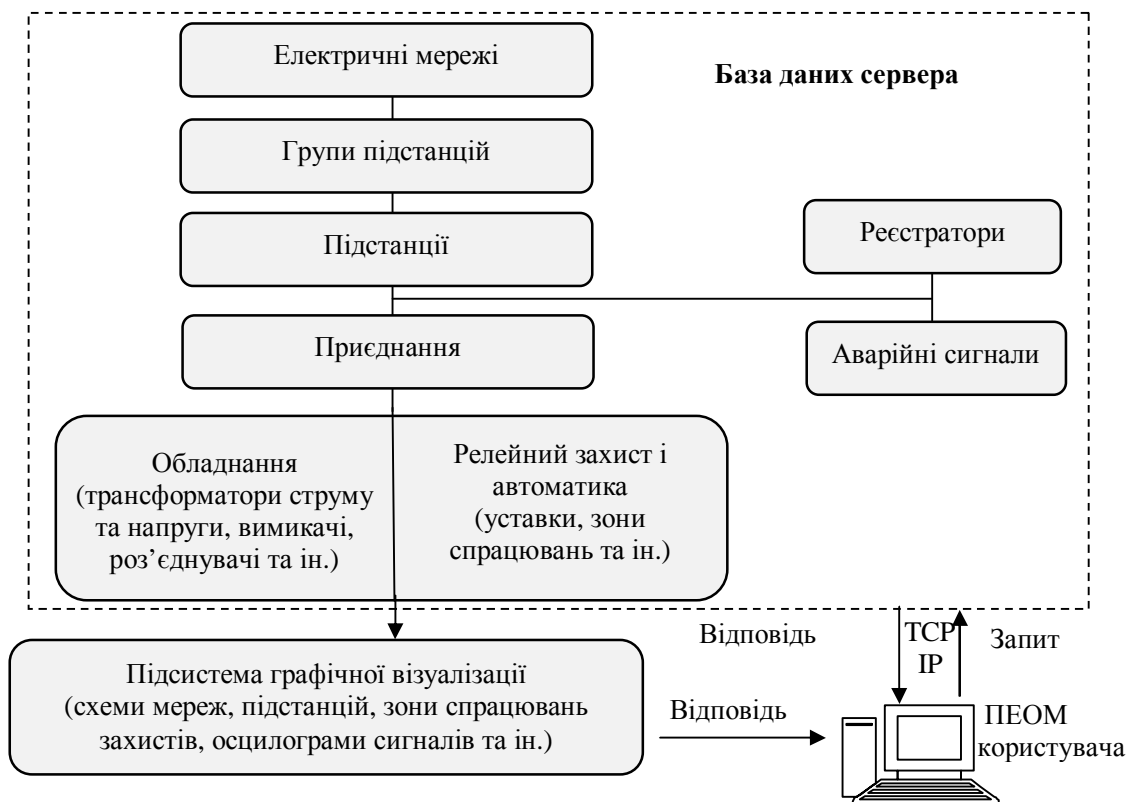 Електричні мережі
База даних сервера
Групи підстанцій
Підстанції
Реєстратори
Приєднання
Аварійні сигнали
Обладнання
(трансформатори струму
та напруги, вимикачі,
роз’єднувачі та ін.)
Релейний захист і
автоматика
(уставки, зони
спрацювань та ін.)
Відповідь
TCP
IP
Запит
Підсистема графічної візуалізації
(схеми мереж, підстанцій, зони спрацювань
захистів, осцилограми сигналів та ін.)
Відповідь
ПЕОМ
користувача